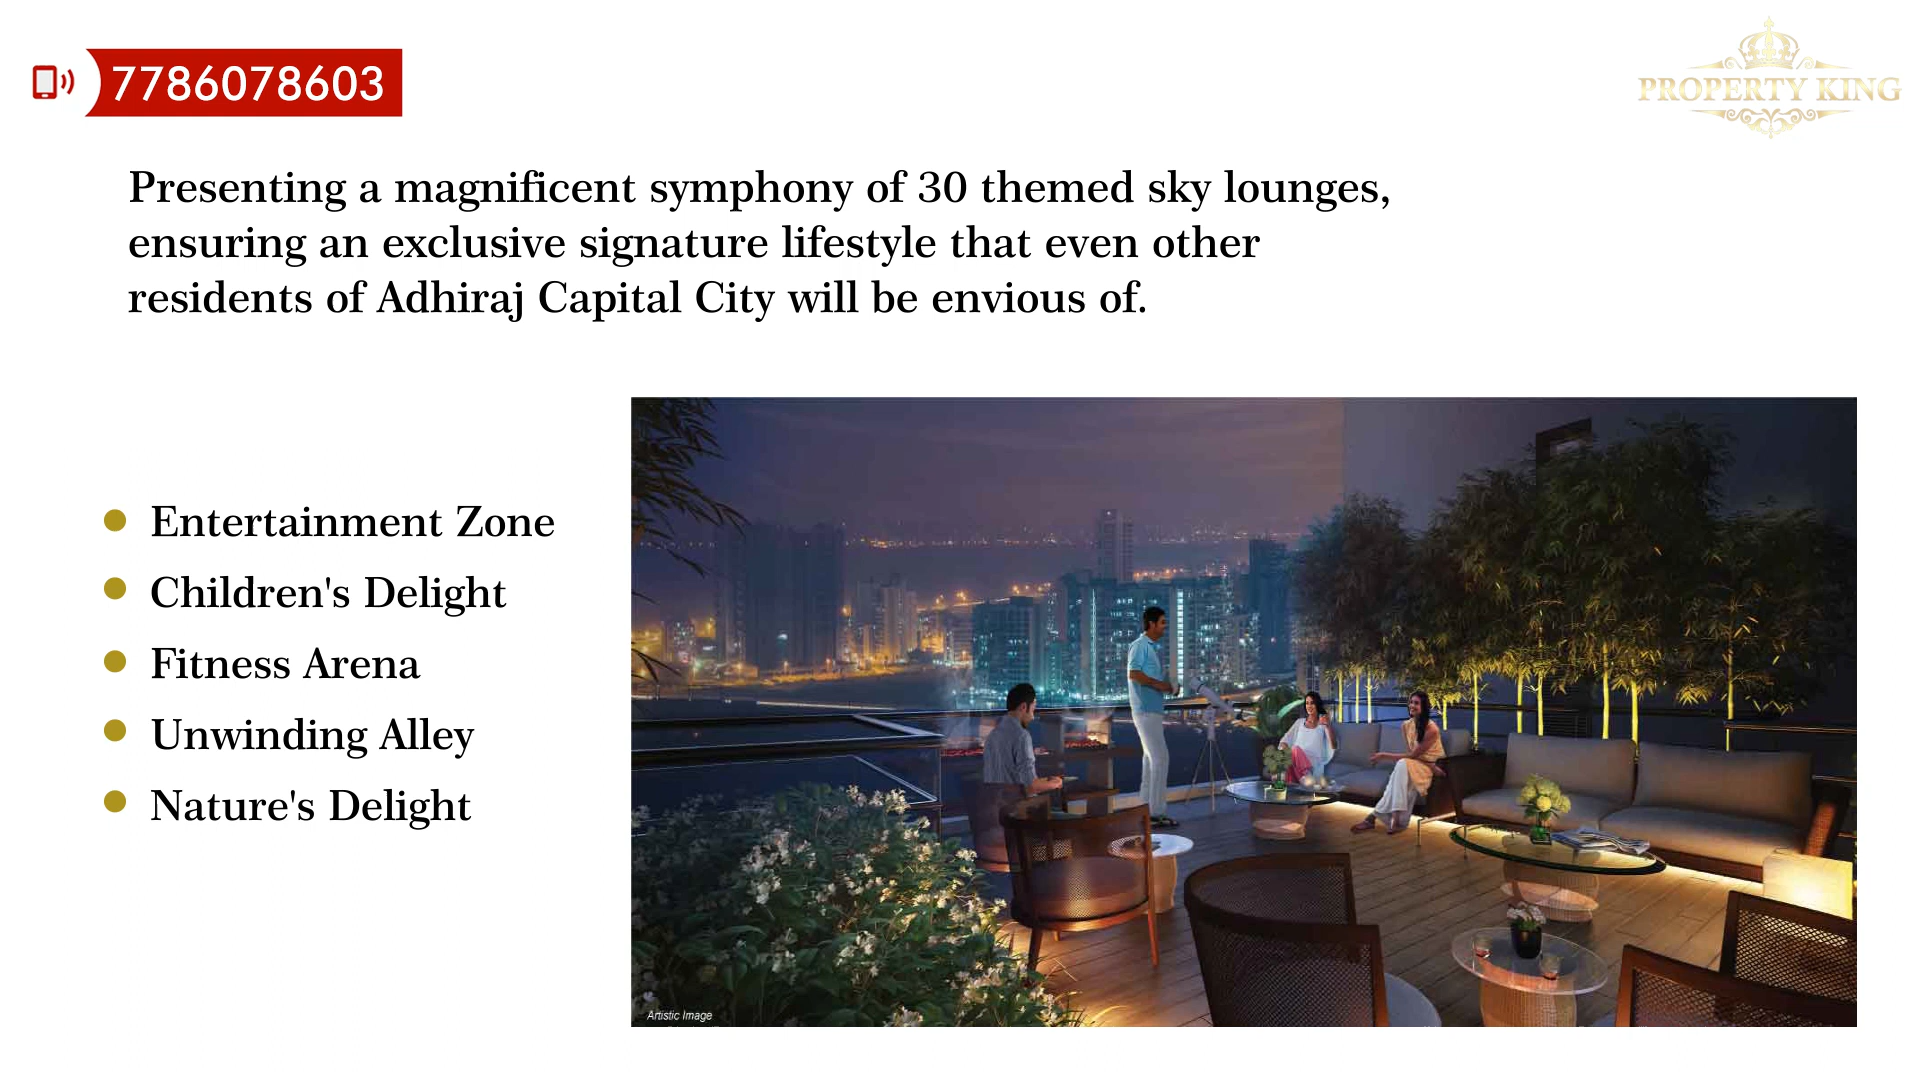 7786078603
PROPERTY KING
Presenting a magnificent symphony of 30 themed sky lounges,
ensuring an exclusive signature lifestyle that even other
residents of Adhiraj Capital City will be envious of.
Entertainment Zone
Children's Delight
Fitness Arena
Unwinding Alley
Nature's Delight
Artistic Image